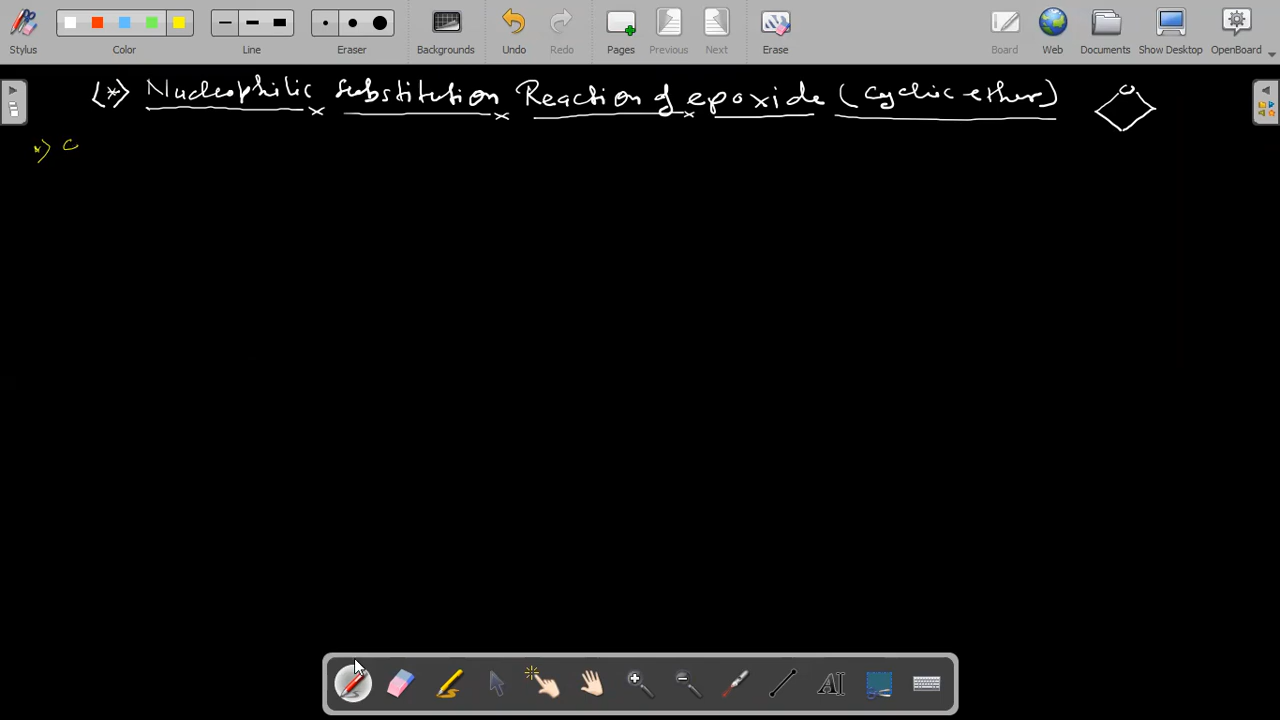 Stylus
Color
Line
Eraser
Backgrounds
Undo
Redo
Pages
Previous
Next
Erase
Board
Web
Documents
Show Desktop
OpenBoard
(*) Nucleophilic Substitution Reaction of epoxide (cyclic ether)
O
*) C
AI